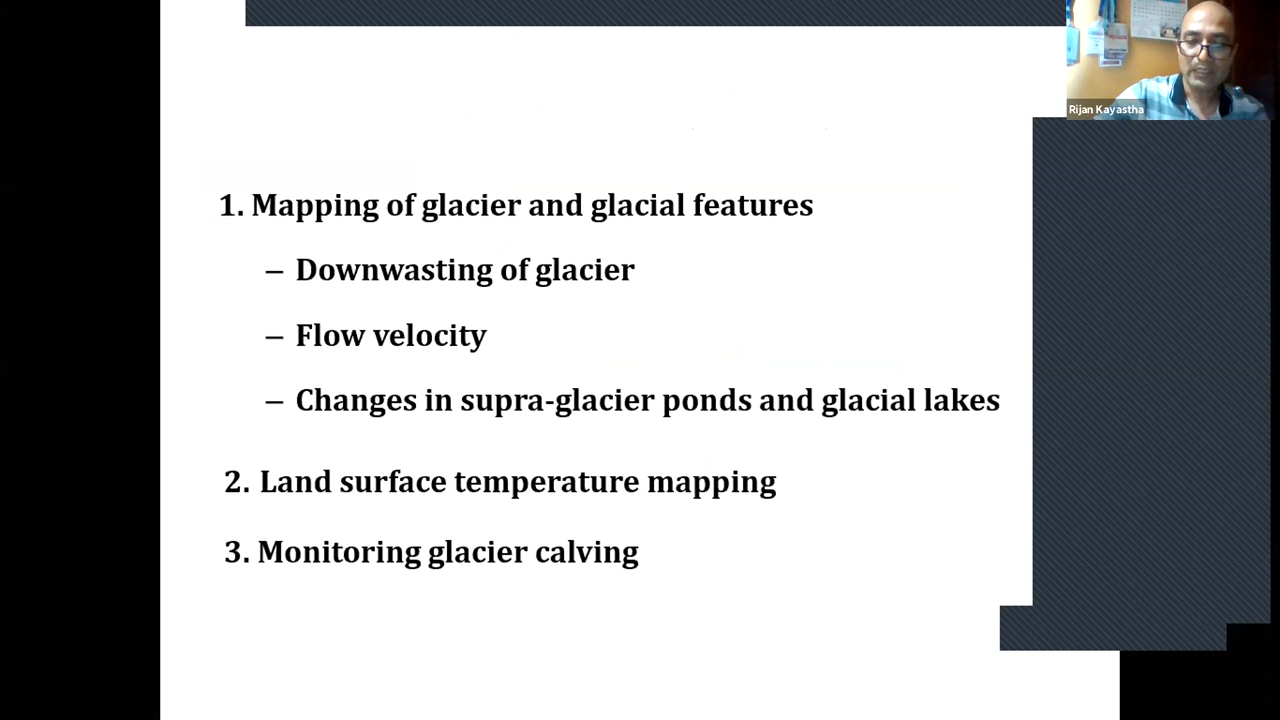 Rijan Kayastha
1. Mapping of glacier and glacial features
– Downwasting of glacier
– Flow velocity
– Changes in supra-glacier ponds and glacial lakes
2. Land surface temperature mapping
3. Monitoring glacier calving